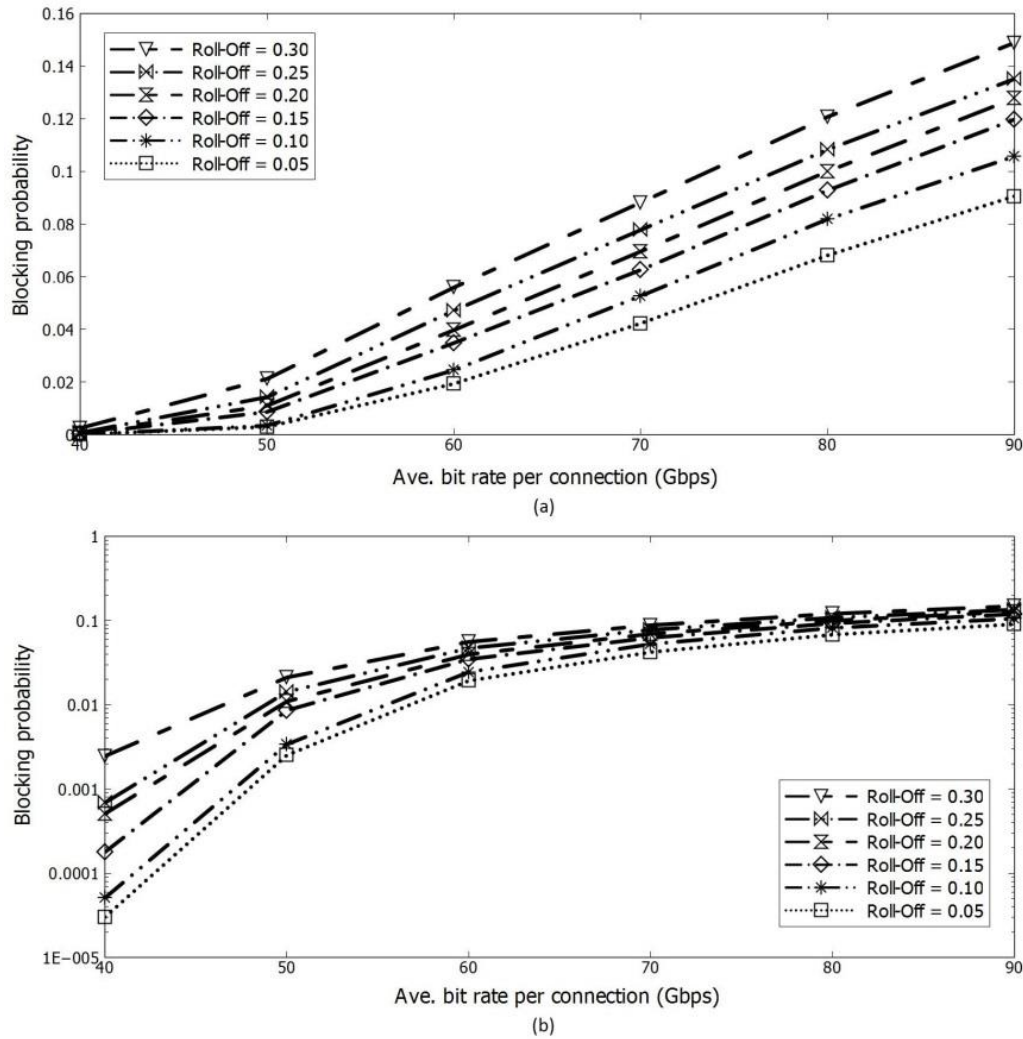 0.16
0.14
0.12
0.1
0.08
0.06
0.04
0.02
0
Blocking probability
Roll-Off = 0.30
Roll-Off = 0.25
Roll-Off = 0.20
Roll-Off = 0.15
Roll-Off = 0.10
Roll-Off = 0.05
40 50 60 70 80 90
Ave. bit rate per connection (Gbps)
(a)
1
0.1
0.01
0.001
0.0001
1E−005
Blocking probability
Roll-Off = 0.30
Roll-Off = 0.25
Roll-Off = 0.20
Roll-Off = 0.15
Roll-Off = 0.10
Roll-Off = 0.05
40 50 60 70 80 90
Ave. bit rate per connection (Gbps)
(b)